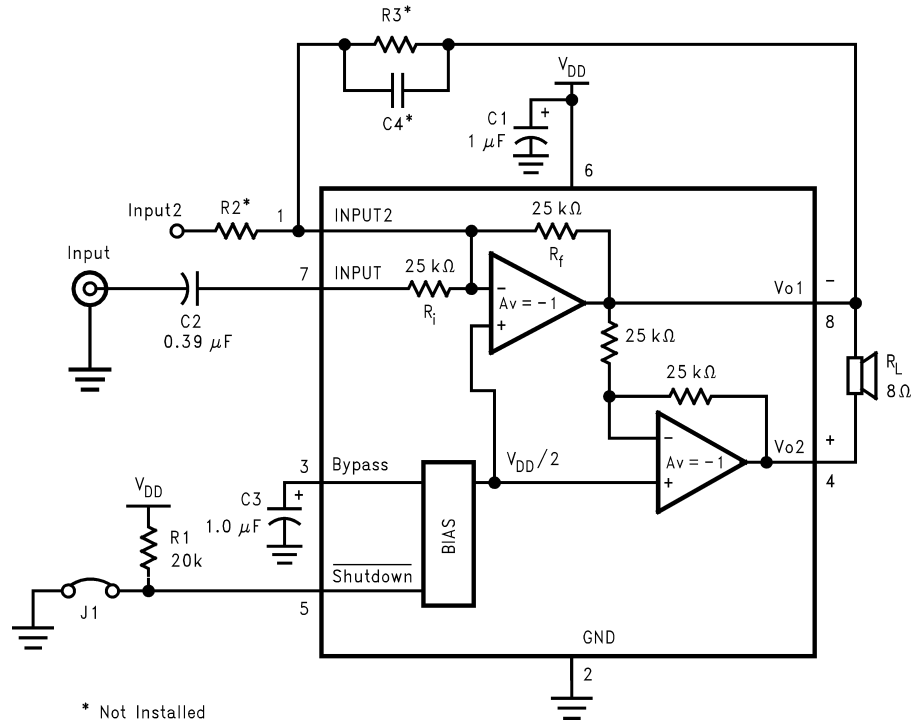 R3*
C4*
V_DD
C1
1 µF
+
6
Input2
R2*
1
INPUT2
25 kΩ
R_f
Input
7
INPUT
25 kΩ
R_i
−
Av = −1
+
C2
0.39 µF
Vo1
−
8
25 kΩ
25 kΩ
R_L
8Ω
−
Av = −1
+
Vo2
+
4
3
Bypass
V_DD/2
C3
+
1.0 µF
BIAS
V_DD
R1
20k
Shutdown
5
J1
GND
2
* Not Installed